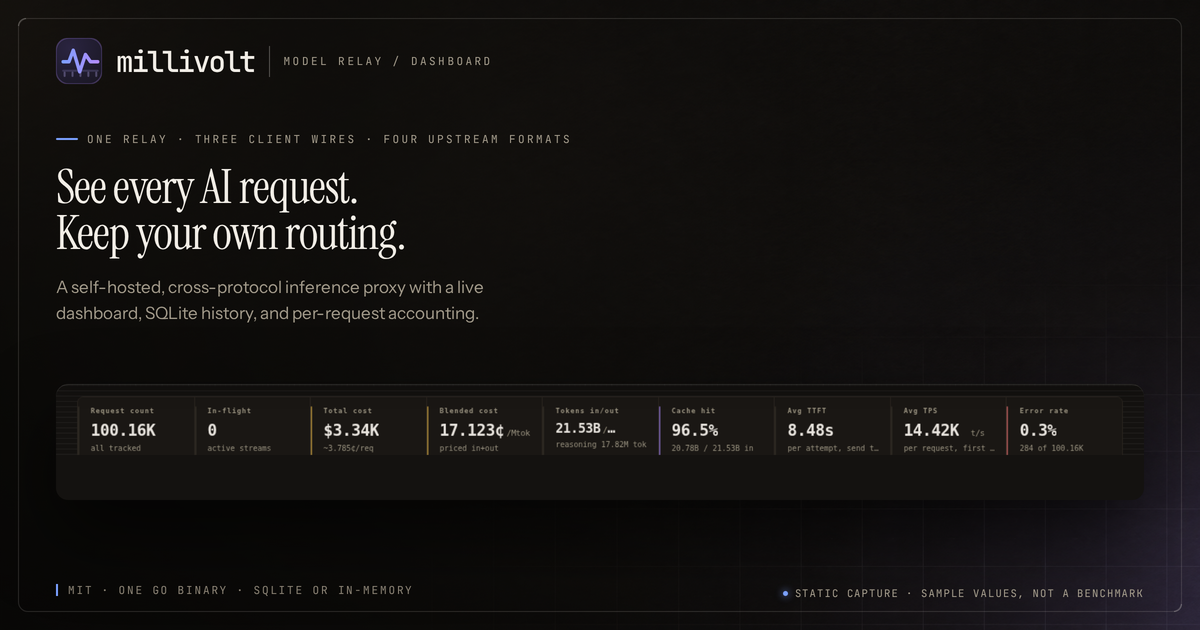 millivolt
MODEL RELAY / DASHBOARD
ONE RELAY · THREE CLIENT WIRES · FOUR UPSTREAM FORMATS
See every AI request.
Keep your own routing.
A self-hosted, cross-protocol inference proxy with a live
dashboard, SQLite history, and per-request accounting.
Request count
100.16K
all tracked
In-flight
0
active streams
Total cost
$3.34K
~3.785¢/req
Blended cost
17.123¢ /Mtok
priced in+out
Tokens in/out
21.53B/…
reasoning 17.82M tok
Cache hit
96.5%
20.78B / 21.53B in
Avg TTFT
8.48s
per attempt, send t…
Avg TPS
14.42K t/s
per request, first …
Error rate
0.3%
284 of 100.16K
MIT · ONE GO BINARY · SQLITE OR IN-MEMORY
STATIC CAPTURE · SAMPLE VALUES, NOT A BENCHMARK